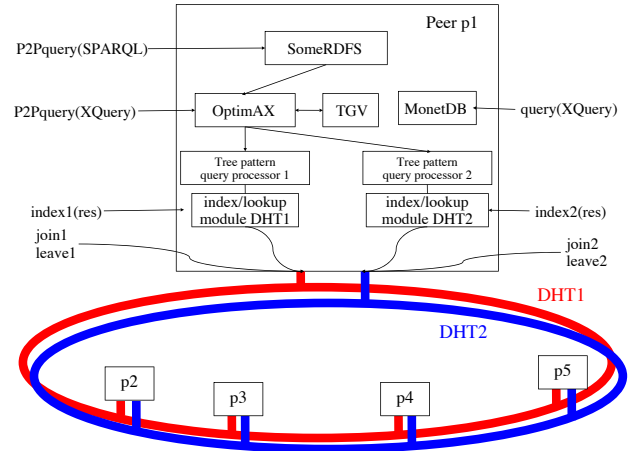 Peer p1
P2Pquery(SPARQL)
SomeRDFS
P2Pquery(XQuery)
OptimAX
TGV
MonetDB
query(XQuery)
Tree pattern
query processor 1
Tree pattern
query processor 2
index1(res)
index/lookup
module DHT1
index/lookup
module DHT2
index2(res)
join1
leave1
join2
leave2
DHT1
DHT2
p2
p3
p4
p5